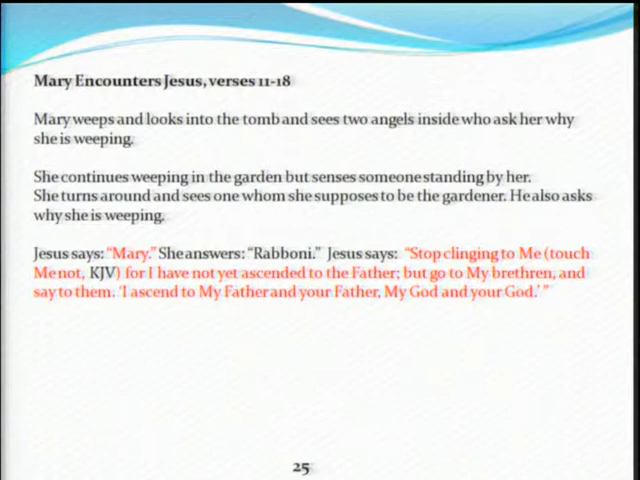 Mary Encounters Jesus, verses 11-18
Mary weeps and looks into the tomb and sees two angels inside who ask her why
she is weeping.
She continues weeping in the garden but senses someone standing by her.
She turns around and sees one whom she supposes to be the gardener. He also asks
why she is weeping.
Jesus says: “Mary.” She answers: “Rabboni.” Jesus says: “Stop clinging to Me (touch
Me not, KJV) for I have not yet ascended to the Father; but go to My brethren, and
say to them. ‘I ascend to My Father and your Father, My God and your God.’ ”
25